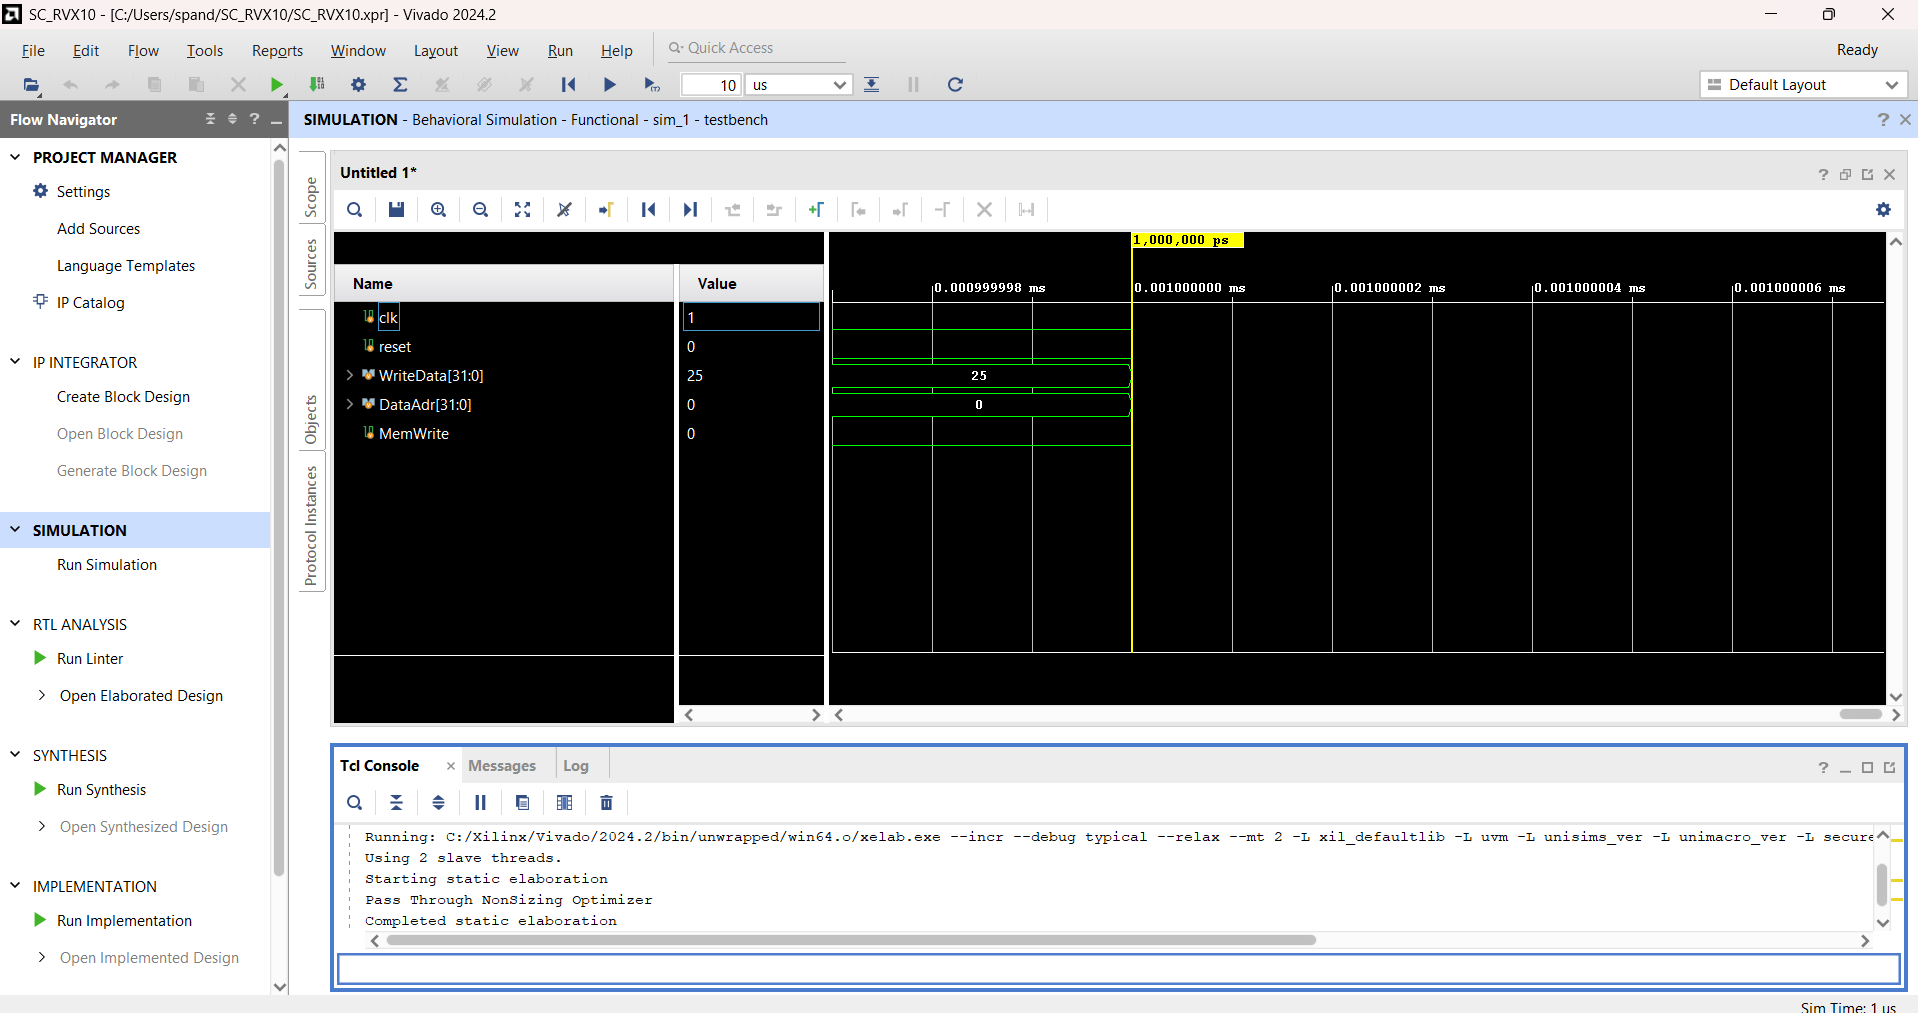 SC_RVX10 - [C:/Users/spand/SC_RVX10/SC_RVX10.xpr] - Vivado 2024.2
File Edit Flow Tools Reports Window Layout View Run Help Quick Access Ready
10 us Default Layout
Flow Navigator
SIMULATION - Behavioral Simulation - Functional - sim_1 - testbench
PROJECT MANAGER
Settings
Add Sources
Language Templates
IP Catalog
IP INTEGRATOR
Create Block Design
Open Block Design
Generate Block Design
SIMULATION
Run Simulation
RTL ANALYSIS
Run Linter
Open Elaborated Design
SYNTHESIS
Run Synthesis
Open Synthesized Design
IMPLEMENTATION
Run Implementation
Open Implemented Design
Scope
Sources
Objects
Protocol Instances
Untitled 1*
1,000,000 ps
Name Value
0.000999998 ms 0.001000000 ms 0.001000002 ms 0.001000004 ms 0.001000006 ms
clk 1
reset 0
WriteData[31:0] 25 25
DataAdr[31:0] 0 0
MemWrite 0
Tcl Console Messages Log
Running: C:/Xilinx/Vivado/2024.2/bin/unwrapped/win64.o/xelab.exe --incr --debug typical --relax --mt 2 -L xil_defaultlib -L uvm -L unisims_ver -L unimacro_ver -L secure
Using 2 slave threads.
Starting static elaboration
Pass Through NonSizing Optimizer
Completed static elaboration
Sim Time: 1 us